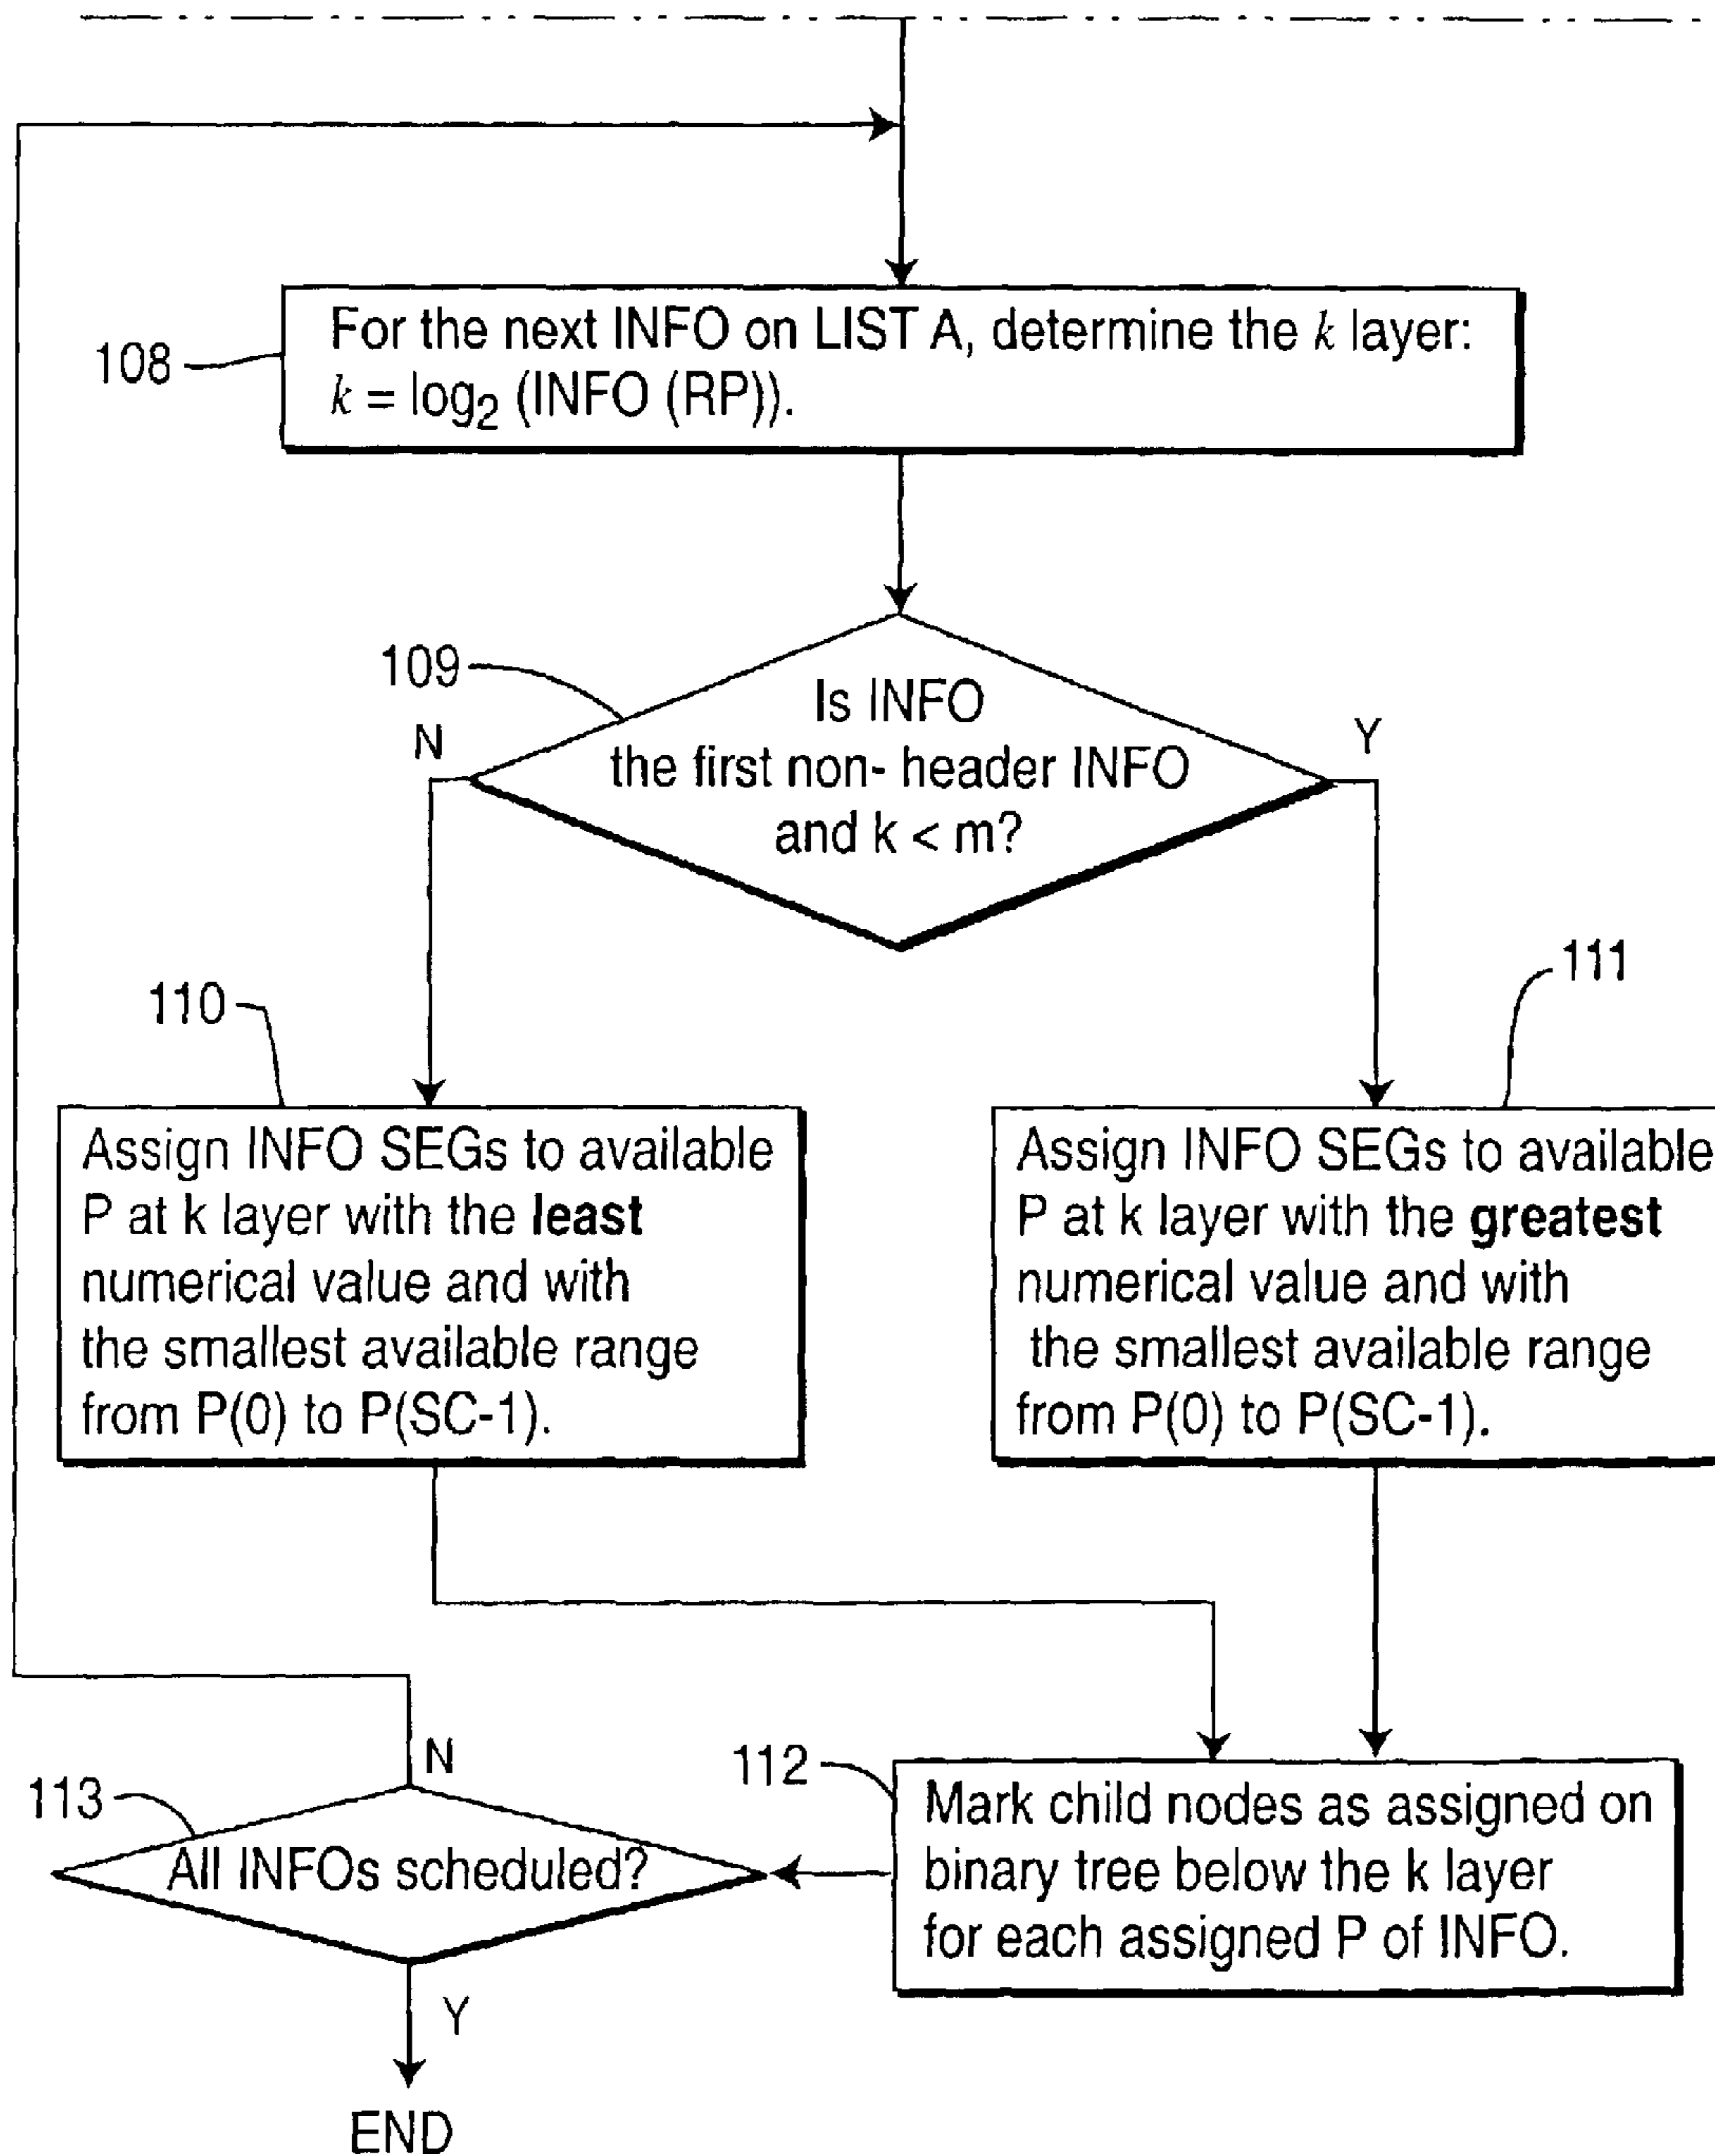 108
For the next INFO on LIST A, determine the k layer:
k = log2 (INFO (RP)).
109
N
Is INFO
the first non- header INFO
and k < m?
Y
110
Assign INFO SEGs to available
P at k layer with the least
numerical value and with
the smallest available range
from P(0) to P(SC-1).
111
Assign INFO SEGs to available
P at k layer with the greatest
numerical value and with
the smallest available range
from P(0) to P(SC-1).
112
Mark child nodes as assigned on
binary tree below the k layer
for each assigned P of INFO.
113
N
All INFOs scheduled?
Y
END